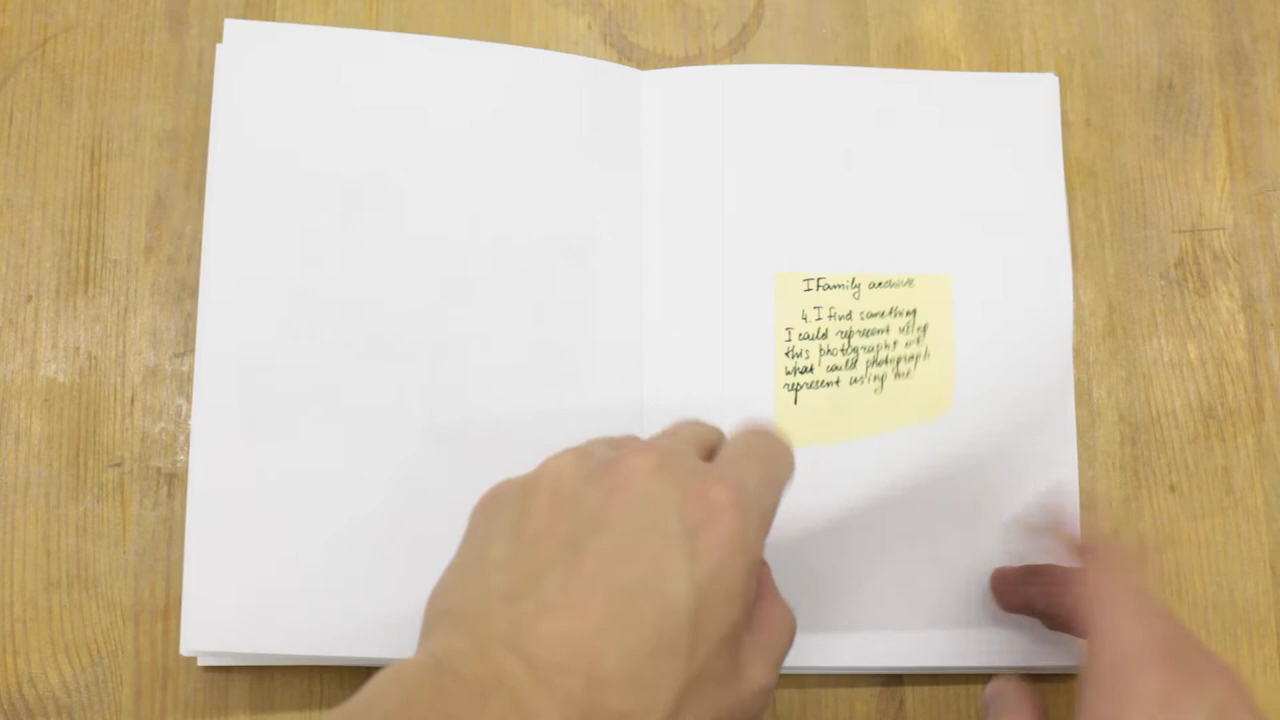 I Family archive
4. I find something
I could represent using
this photograph or
what could photograph
represent using me